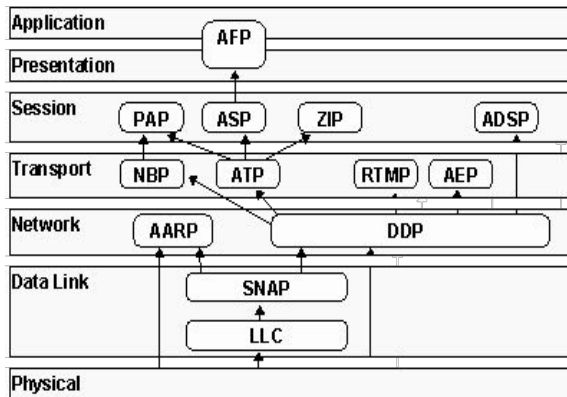 Application
AFP
Presentation
Session
PAP
ASP
ZIP
ADSP
Transport
NBP
ATP
RTMP
AEP
Network
AARP
DDP
Data Link
SNAP
LLC
Physical